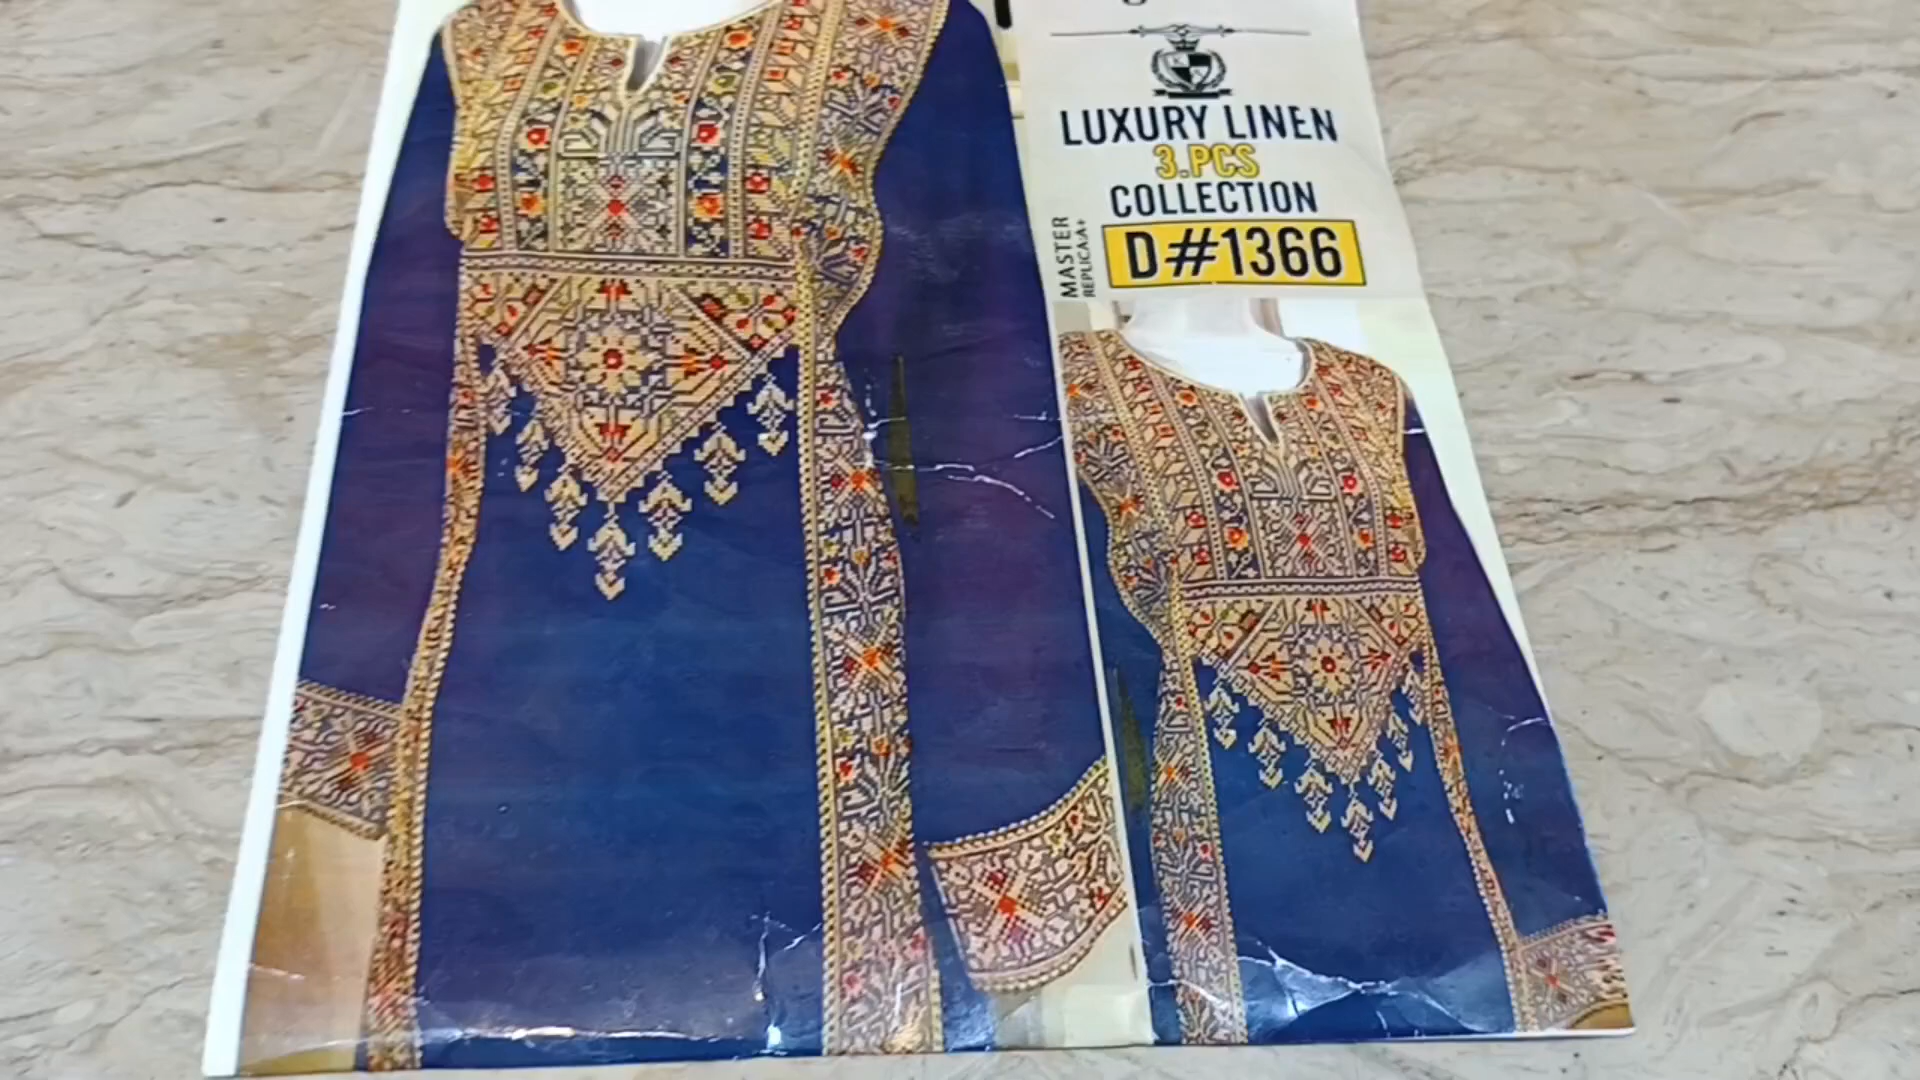 LUXURY LINEN
3.PCS
COLLECTION
D#1366
MASTER
REPLICA:A+